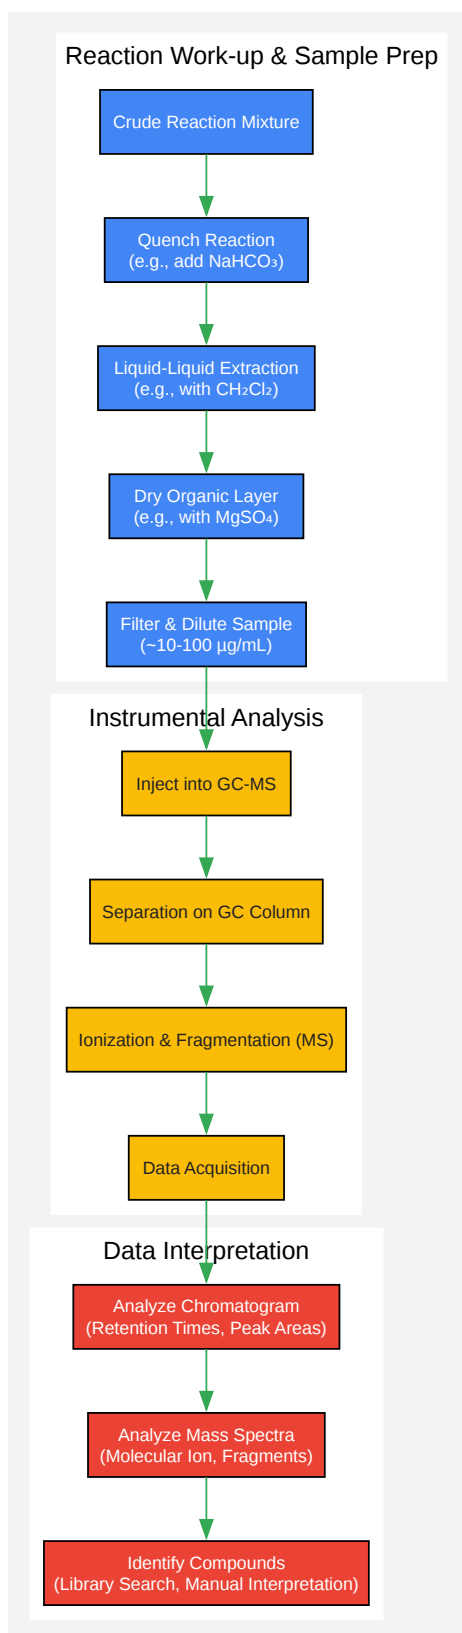 Reaction Work-up & Sample Prep
Crude Reaction Mixture
Quench Reaction
(e.g., add NaHCO₃)
Liquid-Liquid Extraction
(e.g., with CH₂Cl₂)
Dry Organic Layer
(e.g., with MgSO₄)
Filter & Dilute Sample
(~10-100 µg/mL)
Instrumental Analysis
Inject into GC-MS
Separation on GC Column
Ionization & Fragmentation (MS)
Data Acquisition
Data Interpretation
Analyze Chromatogram
(Retention Times, Peak Areas)
Analyze Mass Spectra
(Molecular Ion, Fragments)
Identify Compounds
(Library Search, Manual Interpretation)